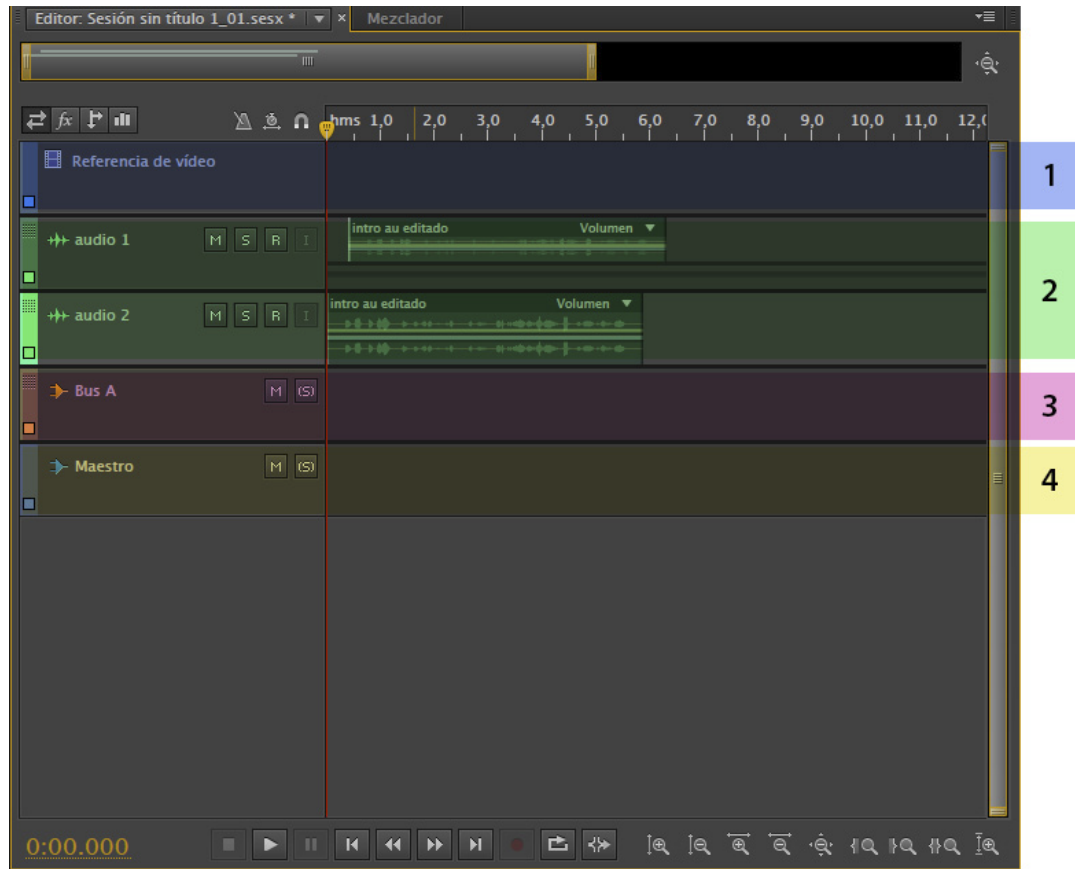 Editor: Sesión sin título 1_01.sesx * Mezclador
fx hms 1,0 2,0 3,0 4,0 5,0 6,0 7,0 8,0 9,0 10,0 11,0
Referencia de vídeo
1
audio 1 M S R I
intro au editado Volumen
2
audio 2 M S R I
intro au editado Volumen
Bus A M (S)
3
Maestro M (S)
4
0:00.000